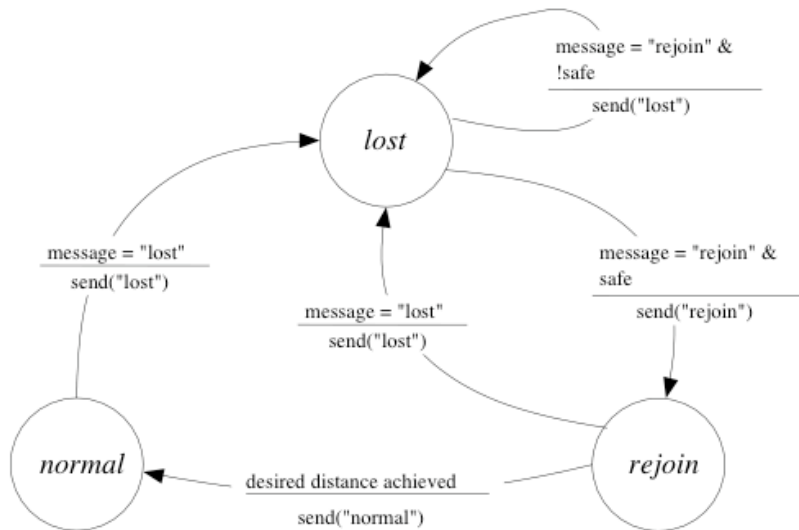 message = "rejoin" &
!safe
send("lost")
lost
message = "lost"
send("lost")
message = "rejoin" &
safe
send("rejoin")
message = "lost"
send("lost")
normal
rejoin
desired distance achieved
send("normal")